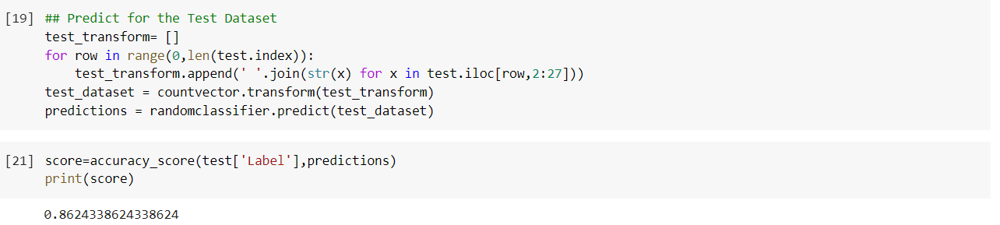 [19] ## Predict for the Test Dataset
test_transform= []
for row in range(0,len(test.index)):
    test_transform.append(' '.join(str(x) for x in test.iloc[row,2:27]))
test_dataset = countvector.transform(test_transform)
predictions = randomclassifier.predict(test_dataset)
[21] score=accuracy_score(test['Label'],predictions)
print(score)
0.8624338624338624